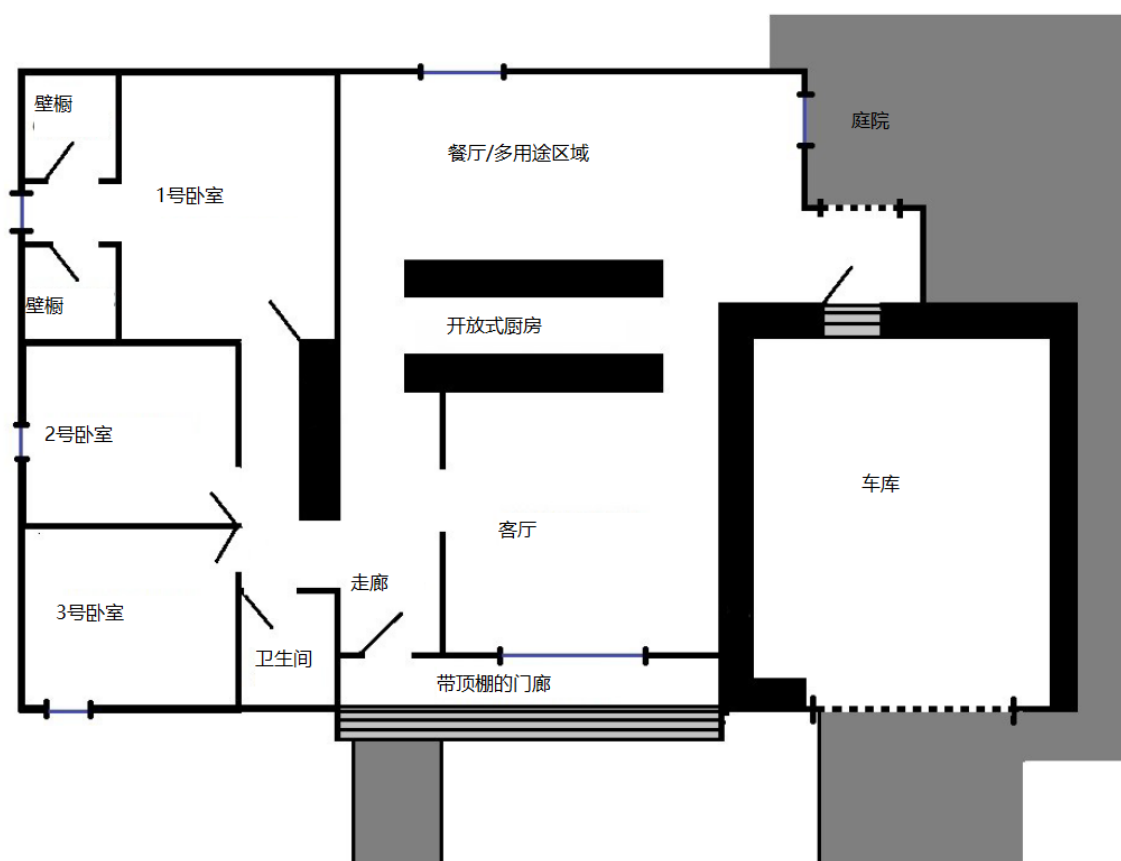 壁橱
庭院
餐厅/多用途区域
1号卧室
壁橱
开放式厨房
2号卧室
车库
客厅
走廊
3号卧室
卫生间
带顶棚的门廊